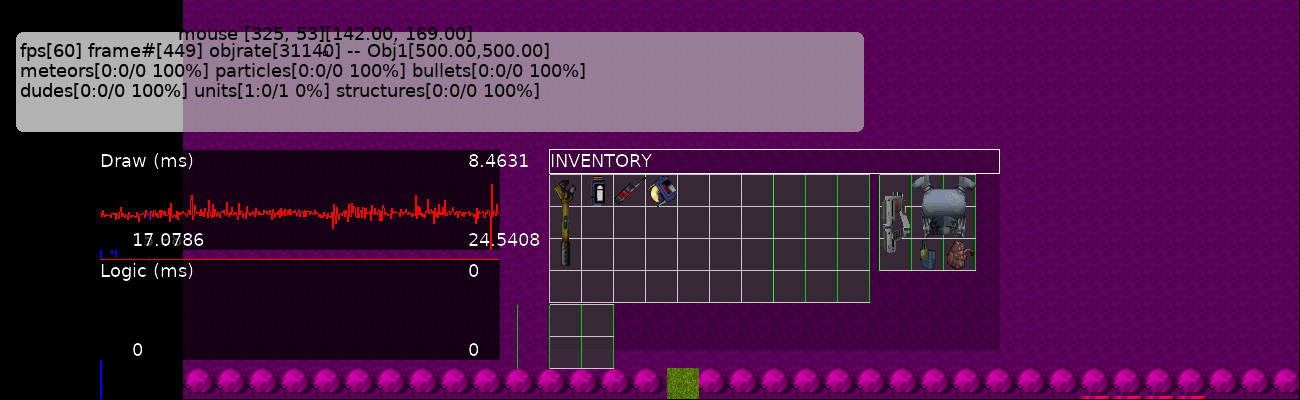 mouse [325, 53][142.00, 169.00]
fps[60] frame#[449] objrate[31140] -- Obj1[500.00,500.00]
meteors[0:0/0 100%] particles[0:0/0 100%] bullets[0:0/0 100%]
dudes[0:0/0 100%] units[1:0/1 0%] structures[0:0/0 100%]
Draw (ms) 8.4631
INVENTORY
17.0786 24.5408
Logic (ms) 0
0 0